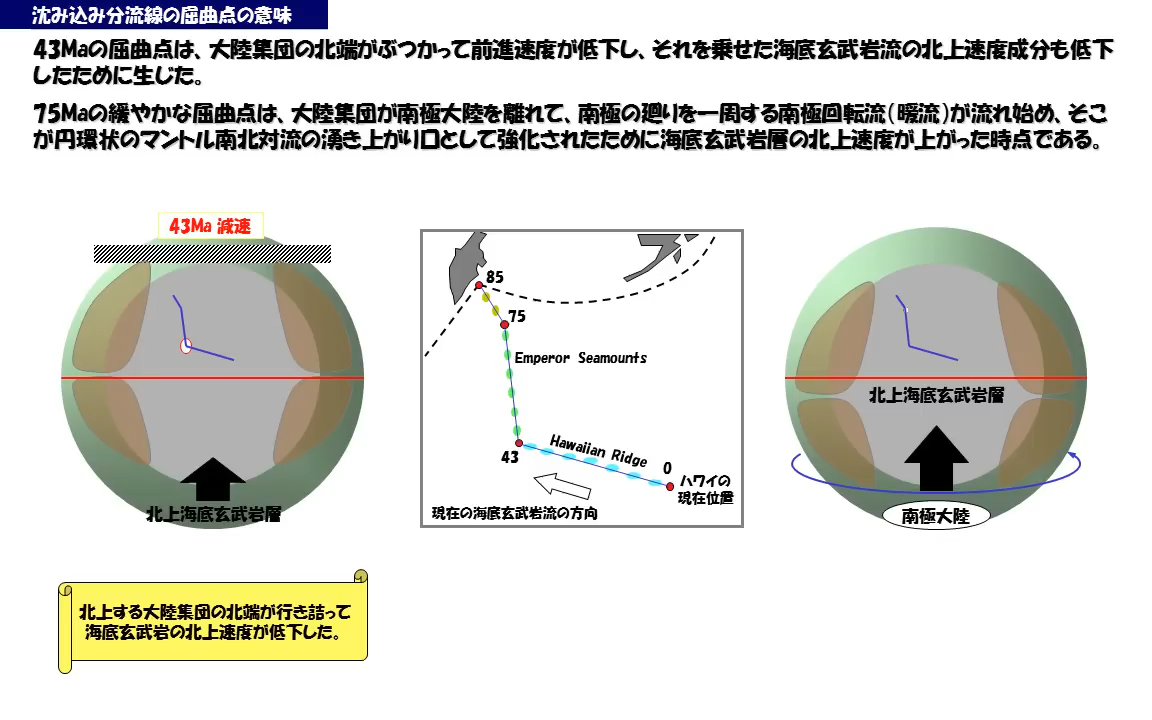 沈み込み分流線の屈曲点の意味
43Maの屈曲点は、大陸集団の北端がぶつかって前進速度が低下し、それを乗せた海底玄武岩流の北上速度成分も低下
したために生じた。
75Maの緩やかな屈曲点は、大陸集団が南極大陸を離れて、南極の廻りを一周する南極回転流（暖流）が流れ始め、そこ
が円環状のマントル南北対流の湧き上がり口として強化されたために海底玄武岩層の北上速度が上がった時点である。
43Ma 減速
北上海底玄武岩層
85
75
Emperor Seamounts
43
Hawaiian Ridge
0
ハワイの
現在位置
現在の海底玄武岩流の方向
北上海底玄武岩層
南極大陸
北上する大陸集団の北端が行き詰って
海底玄武岩の北上速度が低下した。